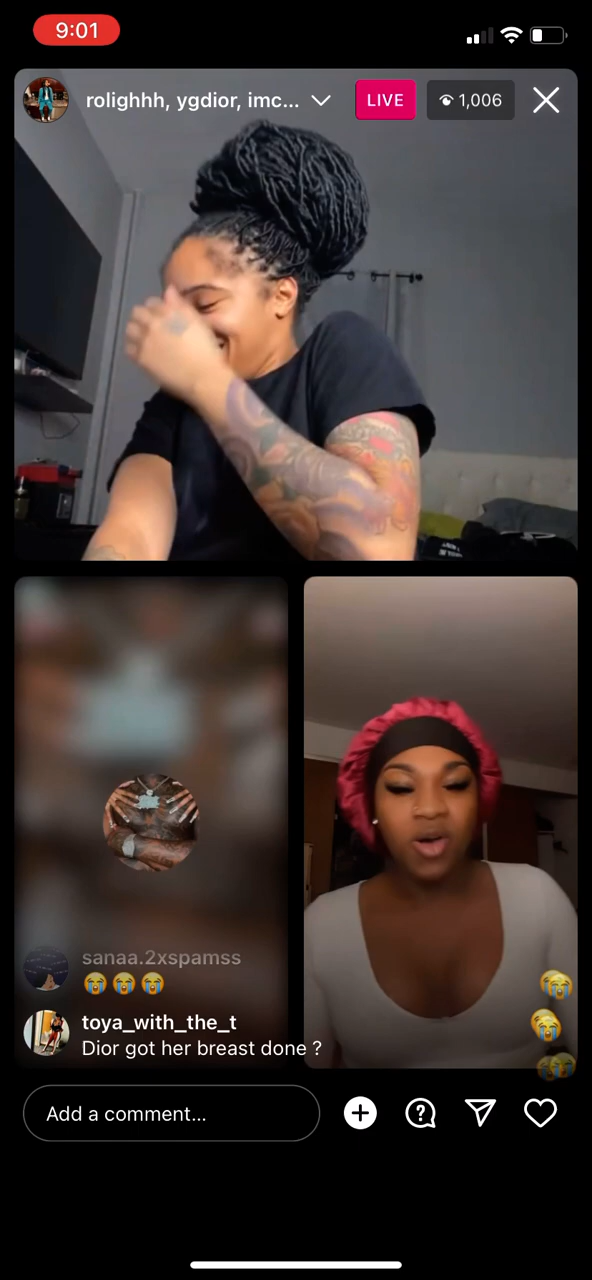 9:01
rolighhh, ygdior, imc...
LIVE
1,006
sanaa.2xspamss
😭 😭 😭
toya_with_the_t
Dior got her breast done ?
Add a comment...